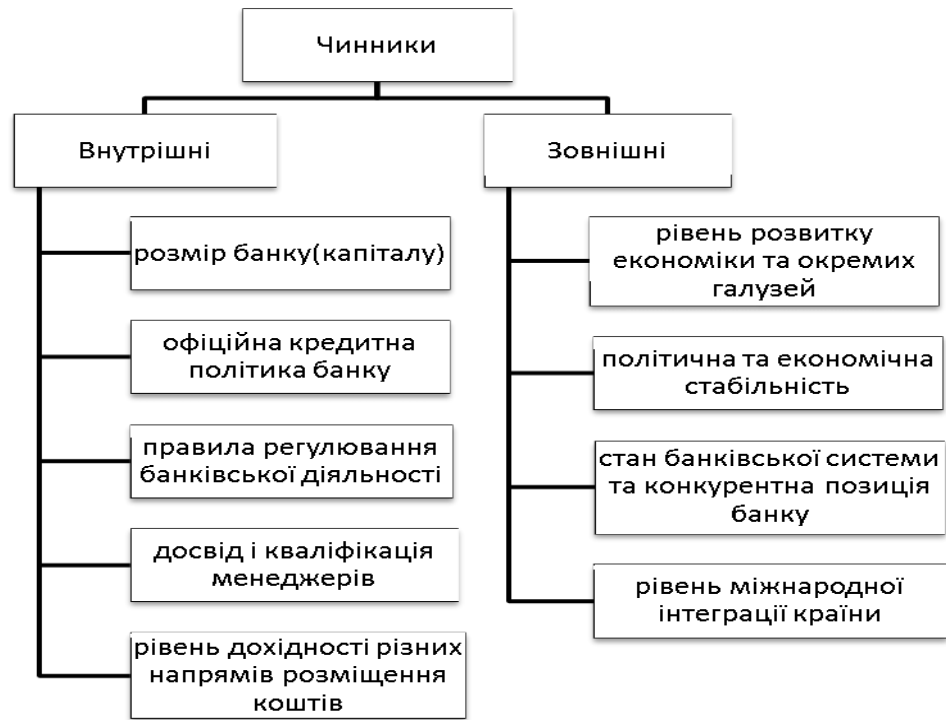 Чинники
Внутрішні
розмір банку(капіталу)
офіційна кредитна
політика банку
правила регулювання
банківської діяльності
досвід і кваліфікація
менеджерів
рівень дохідності різних
напрямів розміщення
коштів
Зовнішні
рівень розвитку
економіки та окремих
галузей
політична та економічна
стабільність
стан банківської системи
та конкурентна позиція
банку
рівень міжнародної
інтеграції країни